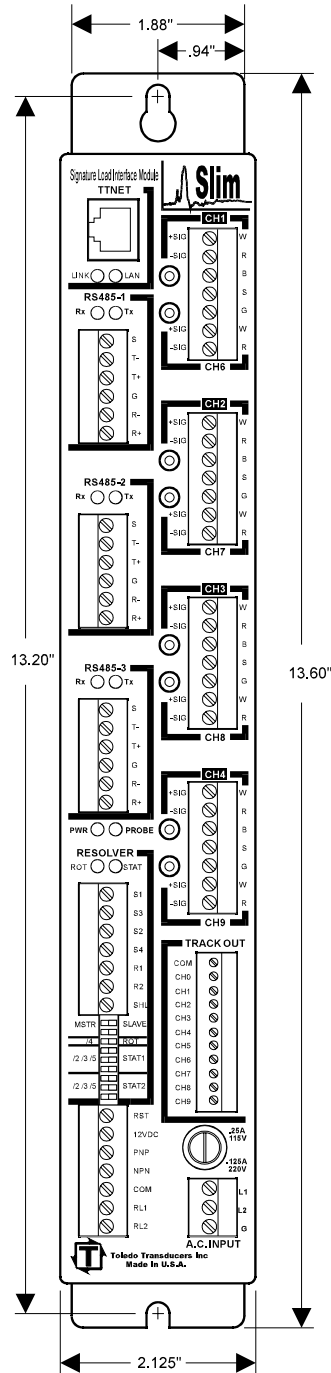 1.88"
.94"
13.20"
13.60"
Signature Load Interface Module
Slim
TTNET
LINK
LAN
RS485-1
Rx
Tx
S
T-
T+
G
R-
R+
RS485-2
Rx
Tx
S
T-
T+
G
R-
R+
RS485-3
Rx
Tx
S
T-
T+
G
R-
R+
PWR
PROBE
RESOLVER
ROT
STAT
S1
S3
S2
S4
R1
R2
SHL
MSTR
SLAVE
/4
ROT
/2 /3 /5
STAT1
/2 /3 /5
STAT2
RST
12VDC
PNP
NPN
COM
RL1
RL2
CH1
+SIG
-SIG
+SIG
-SIG
W
R
B
S
G
W
R
CH6
CH2
+SIG
-SIG
+SIG
-SIG
W
R
B
S
G
W
R
CH7
CH3
+SIG
-SIG
+SIG
-SIG
W
R
B
S
G
W
R
CH8
CH4
+SIG
-SIG
+SIG
-SIG
W
R
B
S
G
W
R
CH9
TRACK OUT
COM
CH0
CH1
CH2
CH3
CH4
CH5
CH6
CH7
CH8
CH9
.25A
115V
.125A
220V
L1
L2
G
A.C.INPUT
T
Toledo Transducers Inc
Made In U.S.A.
2.125"